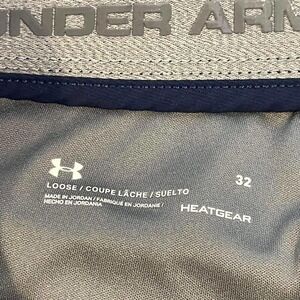 UNDER ARM
LOOSE / COUPE LÂCHE / SUELTO
32
MADE IN JORDAN / FABRIQUÉ EN JORDANIE /
HECHO EN JORDANIA
HEATGEAR